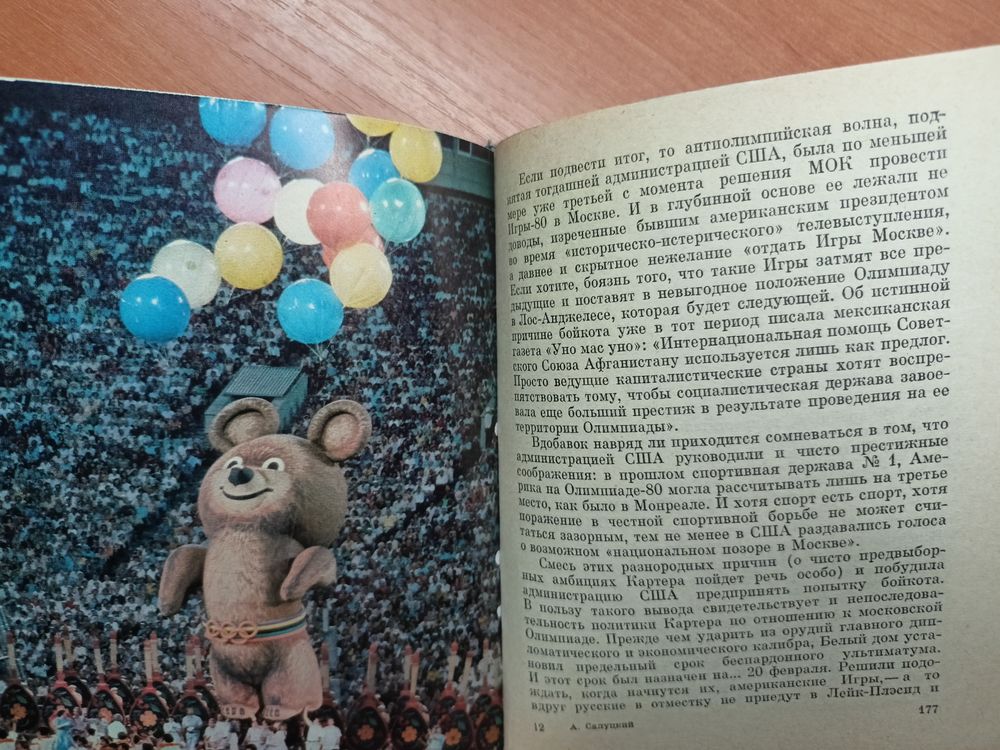 Если подвести итог, то антиолимпийская волна, под-
нятая тогдашней администрацией США, была по меньшей
мере уже третьей с момента решения МОК провести
Игры-80 в Москве. И в глубинной основе ее лежали не
доводы, изреченные бывшим американским президентом
во время «историческо-истерического» телевыступления,
а давнее и скрытное нежелание «отдать Игры Москве».
Если хотите, боязнь того, что такие Игры затмят все пре-
дыдущие и поставят в невыгодное положение Олимпиаду
в Лос-Анджелесе, которая будет следующей. Об истинной
причине бойкота уже в тот период писала мексиканская
газета «Уно мас уно»: «Интернациональная помощь Совет-
ского Союза Афганистану используется лишь как предлог.
Просто ведущие капиталистические страны хотят воспре-
пятствовать тому, чтобы социалистическая держава завое-
вала еще больший престиж в результате проведения на ее
территории Олимпиады».
Вдобавок навряд ли приходится сомневаться в том, что
администрацией США руководили и чисто престижные
соображения: в прошлом спортивная держава № 1, Аме-
рика на Олимпиаде-80 могла рассчитывать лишь на третье
место, как было в Монреале. И хотя спорт есть спорт, хотя
поражение в честной спортивной борьбе не может счи-
таться зазорным, тем не менее в США раздавались голоса
о возможном «национальном позоре в Москве».
Смесь этих разнородных причин (о чисто предвыбор-
ных амбициях Картера пойдет речь особо) и побудила
администрацию США предпринять попытку бойкота.
В пользу такого вывода свидетельствует и непоследова-
тельность политики Картера по отношению к московской
Олимпиаде. Прежде чем ударить из орудий главного дип-
ломатического и экономического калибра, Белый дом уста-
новил предельный срок беспардонного ультиматума.
И этот срок был назначен на... 20 февраля. Решили подо-
ждать, когда начнутся их, американские Игры,— а то
вдруг русские в отместку не приедут в Лейк-Плэсид и
12 А. Салуцкий
177